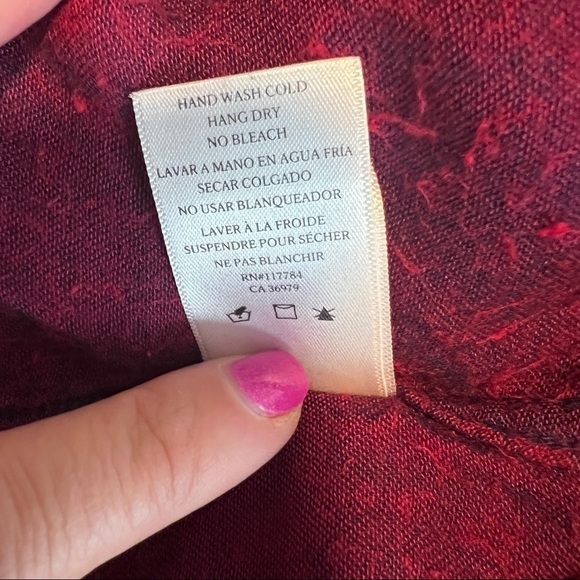 HAND WASH COLD
HANG DRY
NO BLEACH
LAVAR A MANO EN AGUA FRÍA
SECAR COLGADO
NO USAR BLANQUEADOR
LAVER À LA FROIDE
SUSPENDRE POUR SÉCHER
NE PAS BLANCHIR
RN#117784
CA 36979